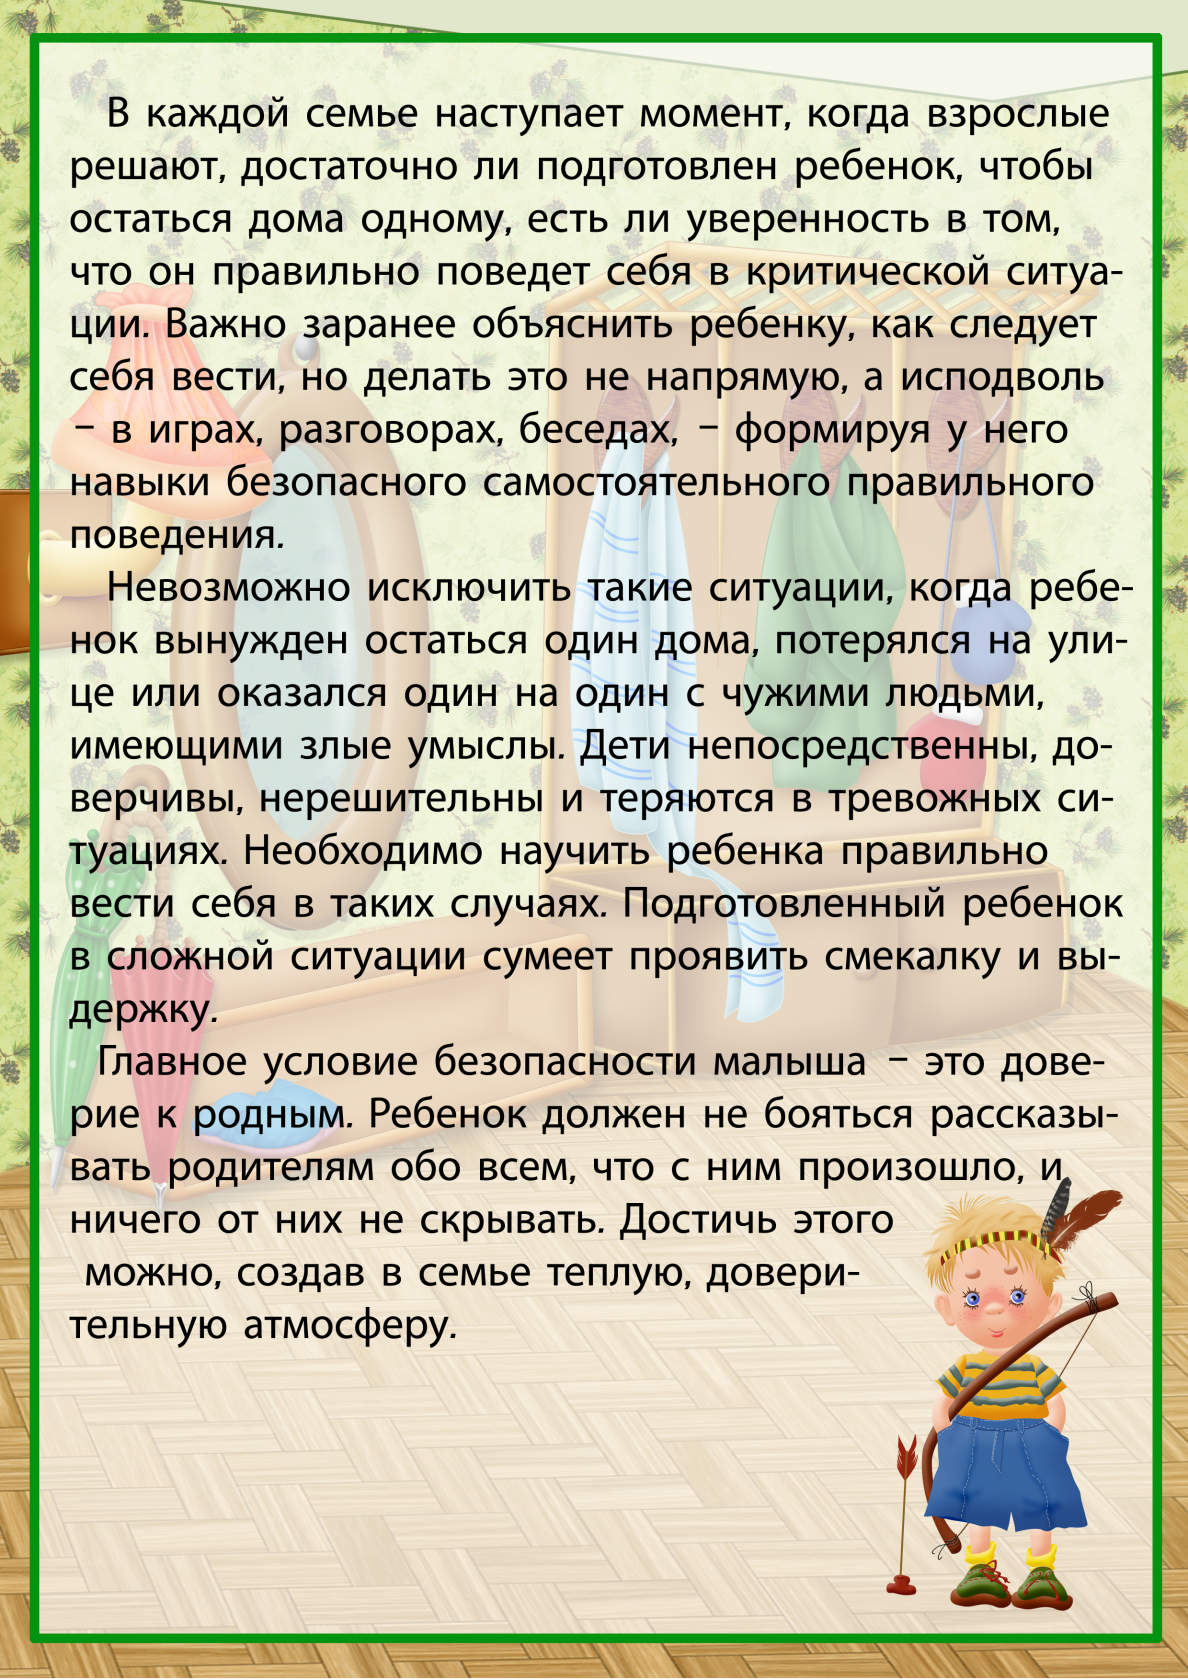 В каждой семье наступает момент, когда взрослые
решают, достаточно ли подготовлен ребенок, чтобы
остаться дома одному, есть ли уверенность в том,
что он правильно поведет себя в критической ситуа-
ции. Важно заранее объяснить ребенку, как следует
себя вести, но делать это не напрямую, а исподволь
– в играх, разговорах, беседах, – формируя у него
навыки безопасного самостоятельного правильного
поведения.
Невозможно исключить такие ситуации, когда ребе-
нок вынужден остаться один дома, потерялся на ули-
це или оказался один на один с чужими людьми,
имеющими злые умыслы. Дети непосредственны, до-
верчивы, нерешительны и теряются в тревожных си-
туациях. Необходимо научить ребенка правильно
вести себя в таких случаях. Подготовленный ребенок
в сложной ситуации сумеет проявить смекалку и вы-
держку.
Главное условие безопасности малыша – это дове-
рие к родным. Ребенок должен не бояться рассказы-
вать родителям обо всем, что с ним произошло, и
ничего от них не скрывать. Достичь этого
можно, создав в семье теплую, довери-
тельную атмосферу.